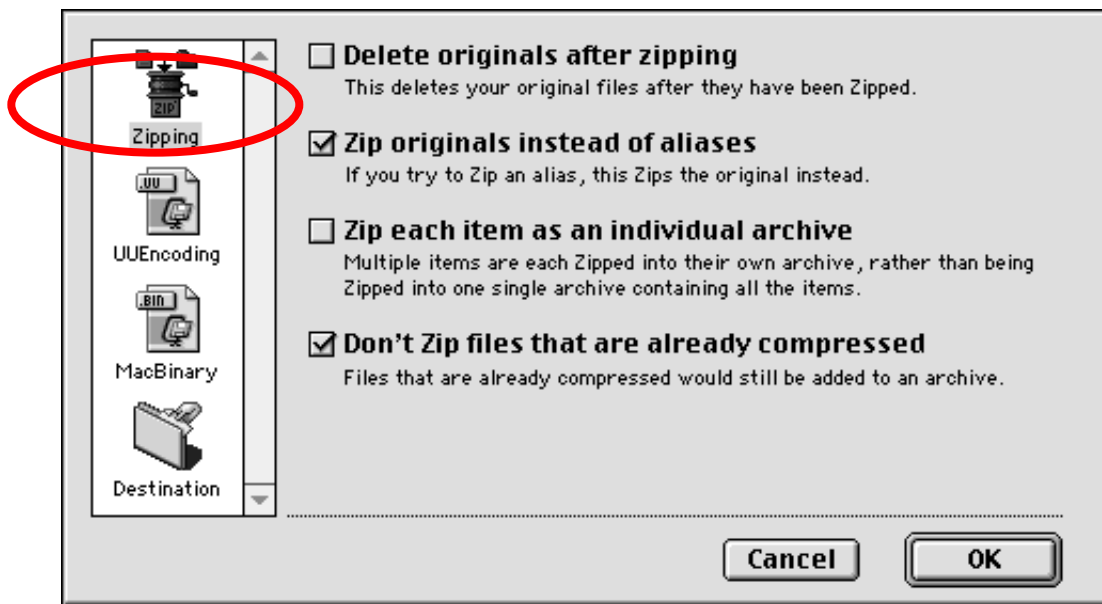 ZIP
Zipping
.UU
UUEncoding
.BIN
MacBinary
Destination
Delete originals after zipping
This deletes your original files after they have been Zipped.
Zip originals instead of aliases
If you try to Zip an alias, this Zips the original instead.
Zip each item as an individual archive
Multiple items are each Zipped into their own archive, rather than being
Zipped into one single archive containing all the items.
Don't Zip files that are already compressed
Files that are already compressed would still be added to an archive.
Cancel
OK